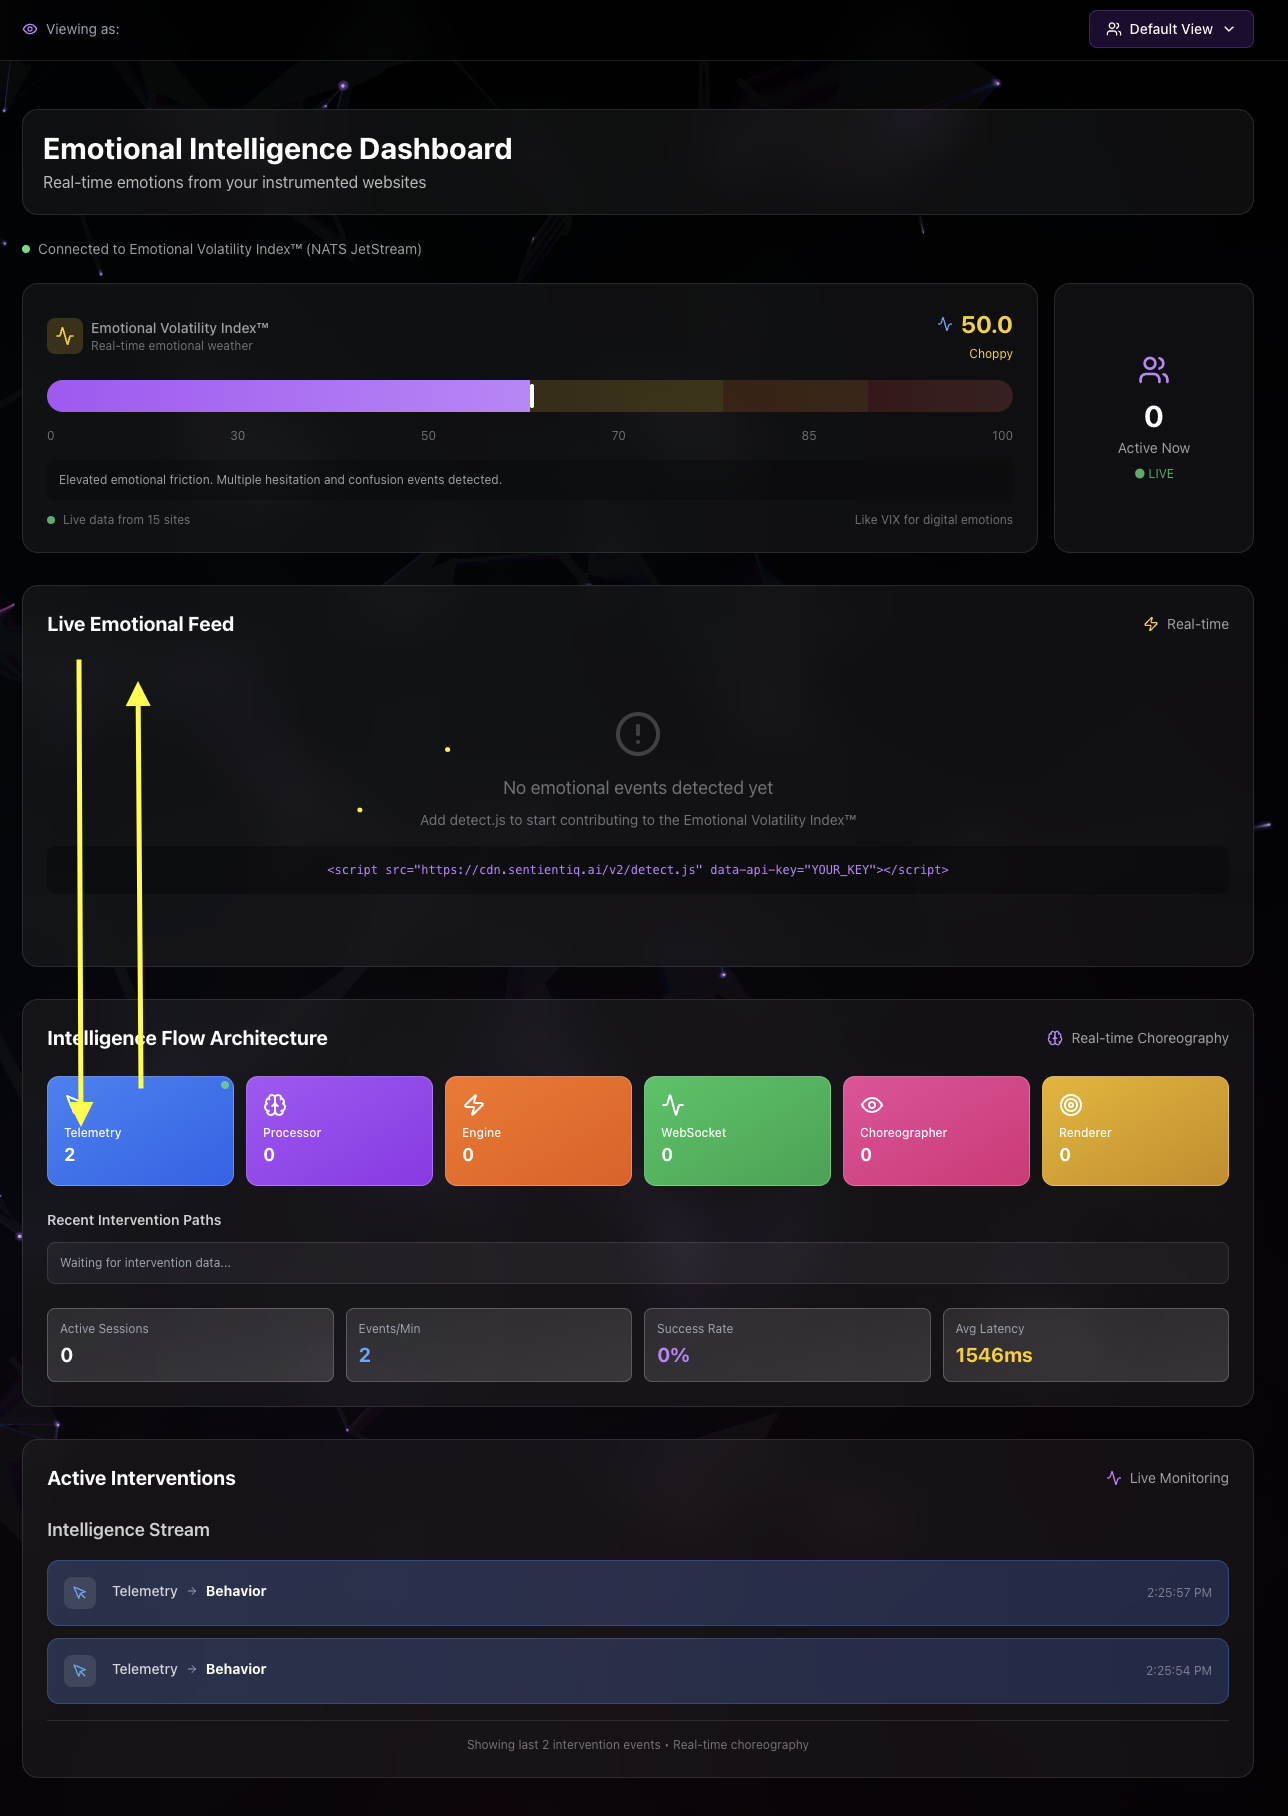 Viewing as:
Default View
Emotional Intelligence Dashboard
Real-time emotions from your instrumented websites
Connected to Emotional Volatility Index™ (NATS JetStream)
Emotional Volatility Index™
Real-time emotional weather
50.0
Choppy
0 30 50 70 85 100
Elevated emotional friction. Multiple hesitation and confusion events detected.
Live data from 15 sites
Like VIX for digital emotions
0
Active Now
LIVE
Live Emotional Feed
Real-time
No emotional events detected yet
Add detect.js to start contributing to the Emotional Volatility Index™
<script src="https://cdn.sentientiq.ai/v2/detect.js" data-api-key="YOUR_KEY"></script>
Intelligence Flow Architecture
Real-time Choreography
Telemetry
2
Processor
0
Engine
0
WebSocket
0
Choreographer
0
Renderer
0
Recent Intervention Paths
Waiting for intervention data...
Active Sessions
0
Events/Min
2
Success Rate
0%
Avg Latency
1546ms
Active Interventions
Live Monitoring
Intelligence Stream
Telemetry → Behavior 2:25:57 PM
Telemetry → Behavior 2:25:54 PM
Showing last 2 intervention events • Real-time choreography